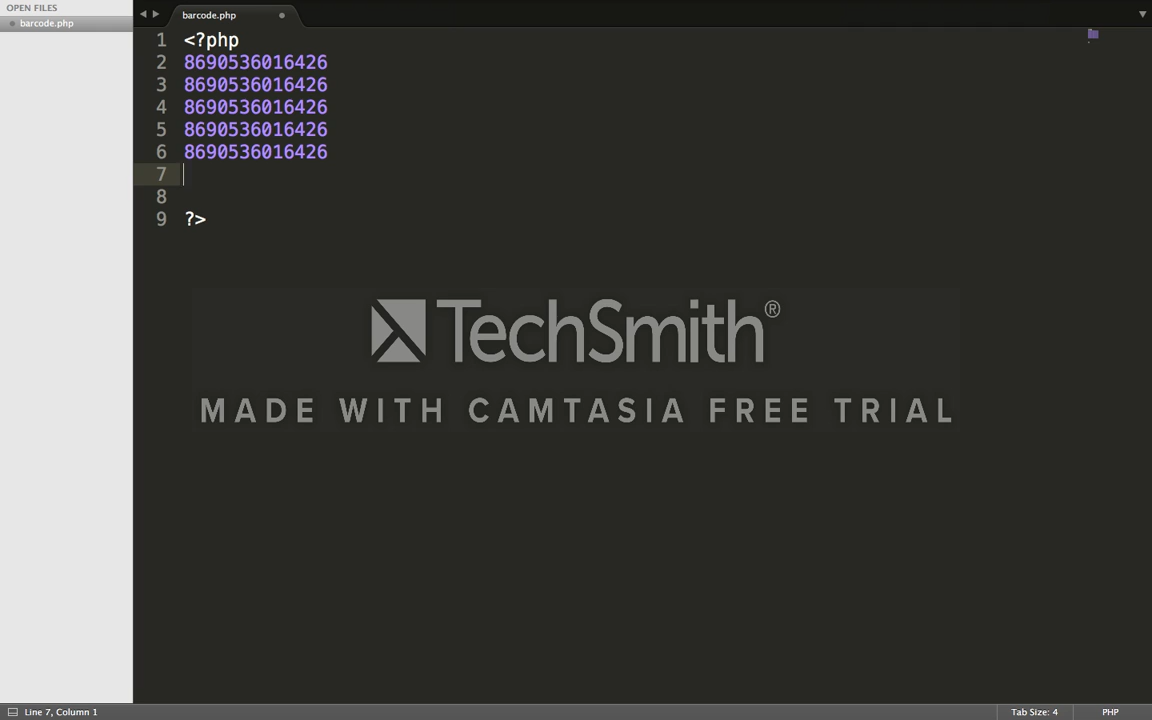 OPEN FILES
barcode.php
barcode.php
1 <?php
2 8690536016426
3 8690536016426
4 8690536016426
5 8690536016426
6 8690536016426
7
8
9 ?>
TechSmith®
MADE WITH CAMTASIA FREE TRIAL
Line 7, Column 1
Tab Size: 4
PHP